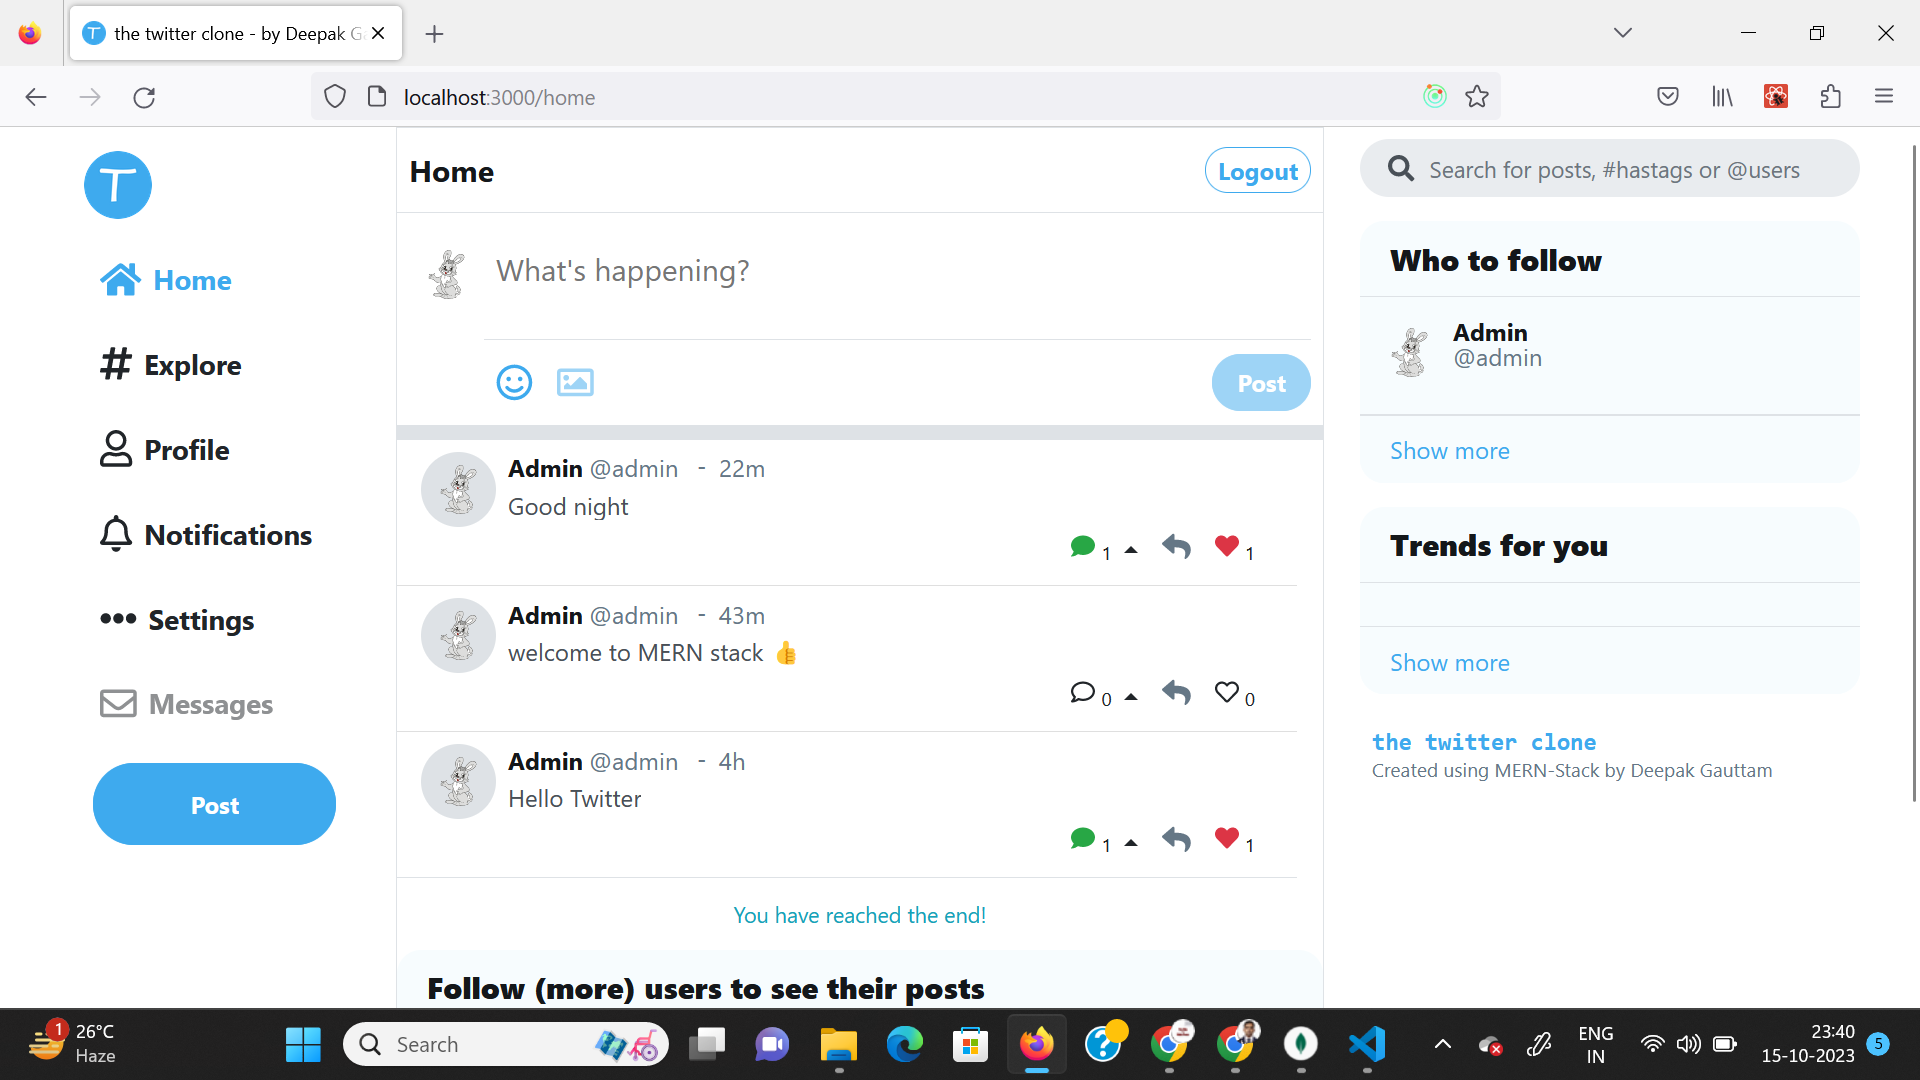 the twitter clone - by Deepak G
localhost:3000/home
T
Home
Explore
Profile
Notifications
Settings
Messages
Post
Home
Logout
What's happening?
Post
Admin @admin - 22m
Good night
1 1
Admin @admin - 43m
welcome to MERN stack 👍
0 0
Admin @admin - 4h
Hello Twitter
1 1
You have reached the end!
Follow (more) users to see their posts
Search for posts, #hastags or @users
Who to follow
Admin
@admin
Show more
Trends for you
Show more
the twitter clone
Created using MERN-Stack by Deepak Gauttam
1
26°C
Haze
Search
ENG
IN
23:40
15-10-2023
5